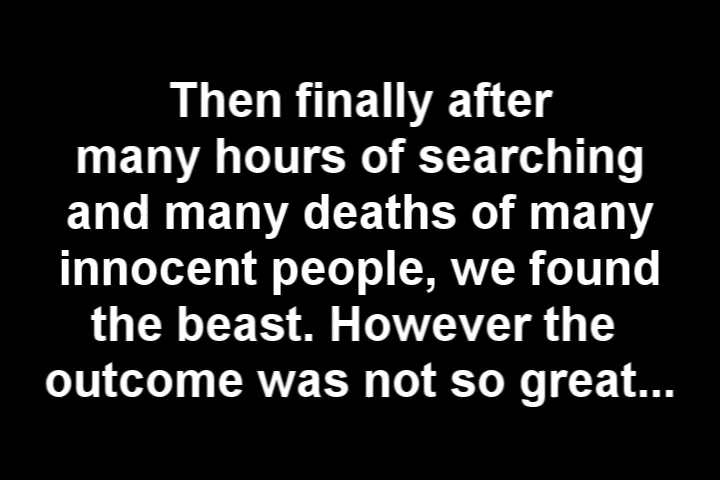 Then finally after
many hours of searching
and many deaths of many
innocent people, we found
the beast. However the
outcome was not so great...